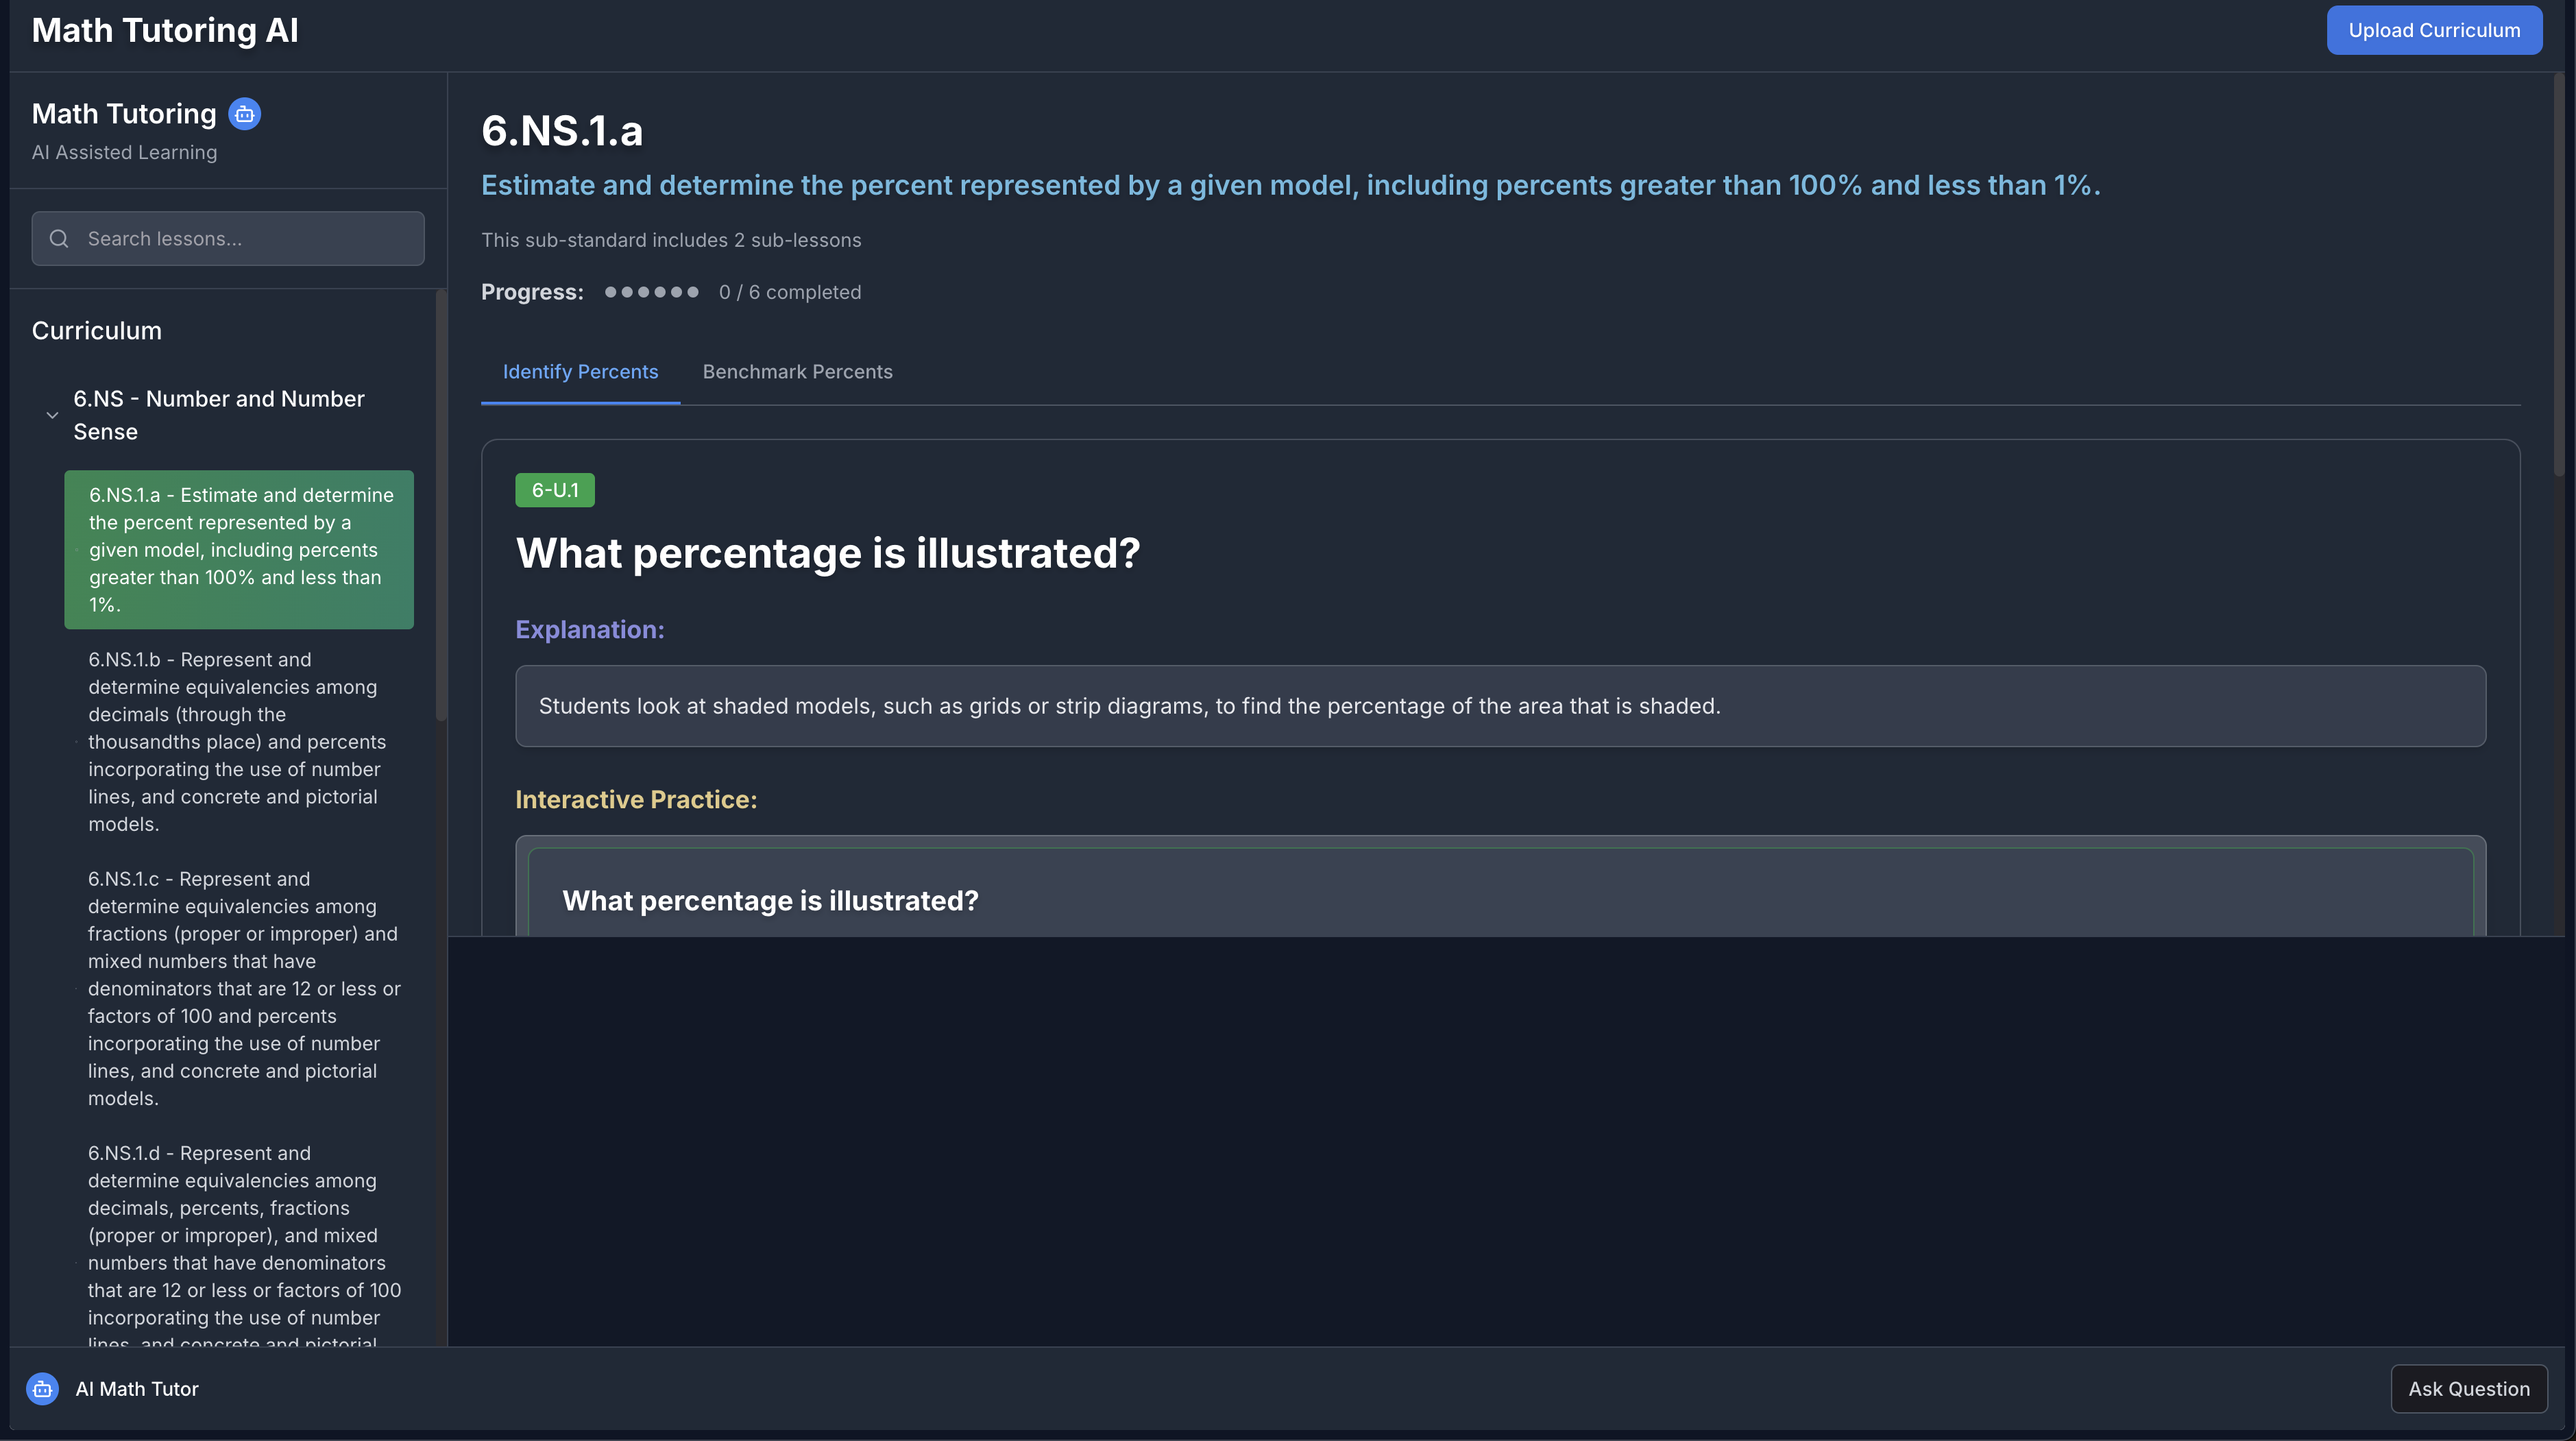 Math Tutoring AI
Upload Curriculum
Math Tutoring
AI Assisted Learning
Search lessons...
Curriculum
6.NS - Number and Number
Sense
6.NS.1.a - Estimate and determine
the percent represented by a
given model, including percents
greater than 100% and less than
1%.
6.NS.1.b - Represent and
determine equivalencies among
decimals (through the
thousandths place) and percents
incorporating the use of number
lines, and concrete and pictorial
models.
6.NS.1.c - Represent and
determine equivalencies among
fractions (proper or improper) and
mixed numbers that have
denominators that are 12 or less or
factors of 100 and percents
incorporating the use of number
lines, and concrete and pictorial
models.
6.NS.1.d - Represent and
determine equivalencies among
decimals, percents, fractions
(proper or improper), and mixed
numbers that have denominators
that are 12 or less or factors of 100
incorporating the use of number
lines, and concrete and pictorial
6.NS.1.a
Estimate and determine the percent represented by a given model, including percents greater than 100% and less than 1%.
This sub-standard includes 2 sub-lessons
Progress: 0 / 6 completed
Identify Percents Benchmark Percents
6-U.1
What percentage is illustrated?
Explanation:
Students look at shaded models, such as grids or strip diagrams, to find the percentage of the area that is shaded.
Interactive Practice:
What percentage is illustrated?
AI Math Tutor
Ask Question